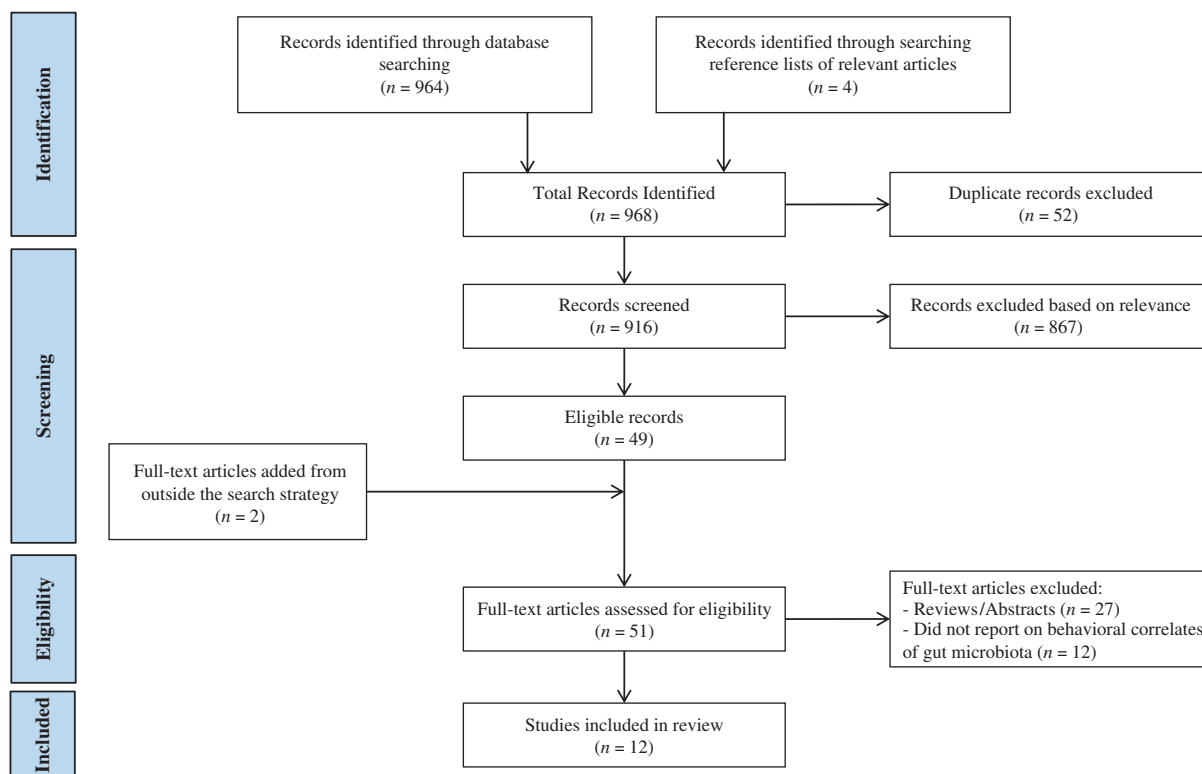 Identification
Records identified through database
searching
(n = 964)
Records identified through searching
reference lists of relevant articles
(n = 4)
Total Records Identified
(n = 968)
Duplicate records excluded
(n = 52)
Screening
Records screened
(n = 916)
Records excluded based on relevance
(n = 867)
Eligible records
(n = 49)
Full-text articles added from
outside the search strategy
(n = 2)
Eligibility
Full-text articles assessed for eligibility
(n = 51)
Full-text articles excluded:
- Reviews/Abstracts (n = 27)
- Did not report on behavioral correlates
of gut microbiota (n = 12)
Included
Studies included in review
(n = 12)